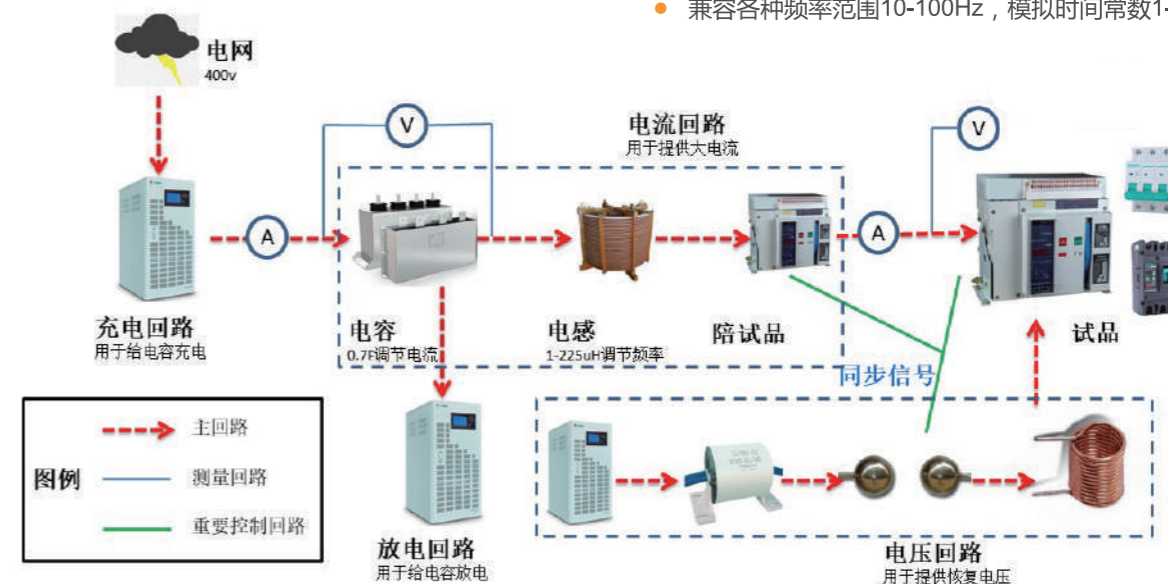 兼容各种频率范围10-100Hz，模拟时间常数1-
电网
400v
V
V
电流回路
用于提供大电流
A
A
充电回路
用于给电容充电
电容
0.7F调节电流
电感
1-225uH调节频率
陪试品
试品
同步信号
图例
主回路
测量回路
重要控制回路
放电回路
用于给电容放电
电压回路
用于提供恢复电压